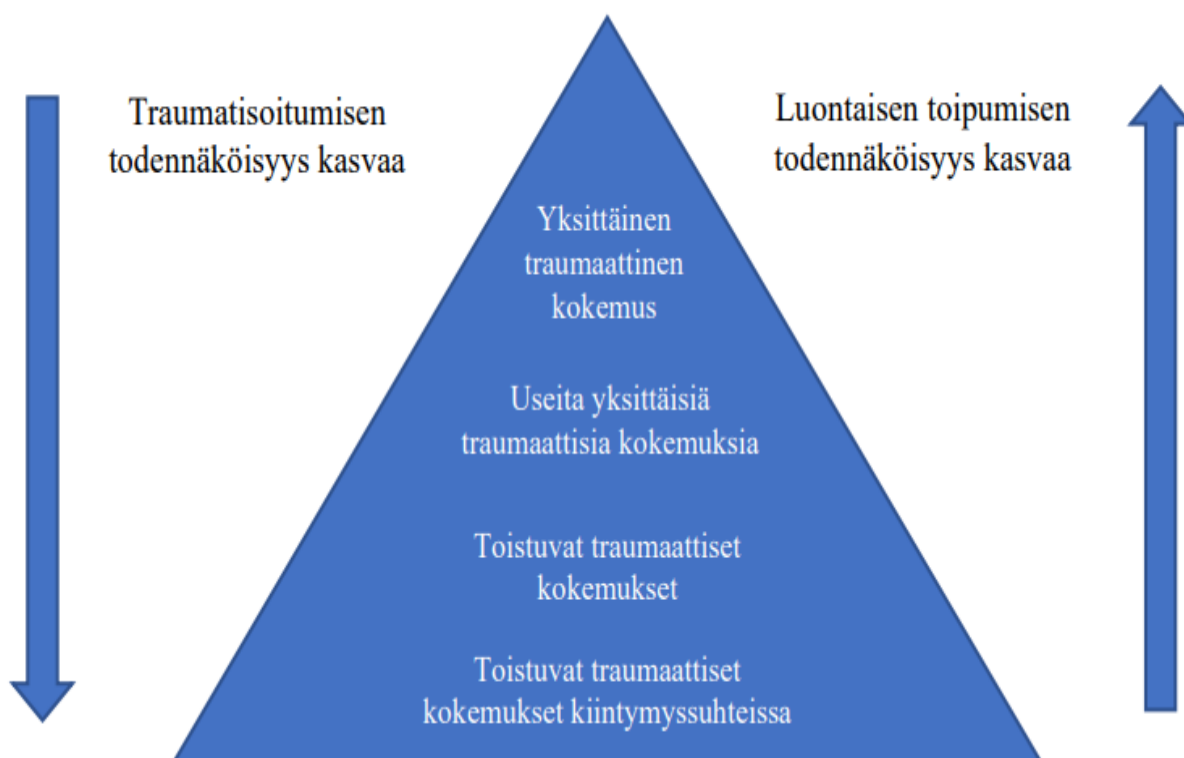 Traumatisoitumisen
todennäköisyys kasvaa
Luontaisen toipumisen
todennäköisyys kasvaa
Yksittäinen
traumaattinen
kokemus
Useita yksittäisiä
traumaattisia kokemuksia
Toistuvat traumaattiset
kokemukset
Toistuvat traumaattiset
kokemukset kiintymyssuhteissa